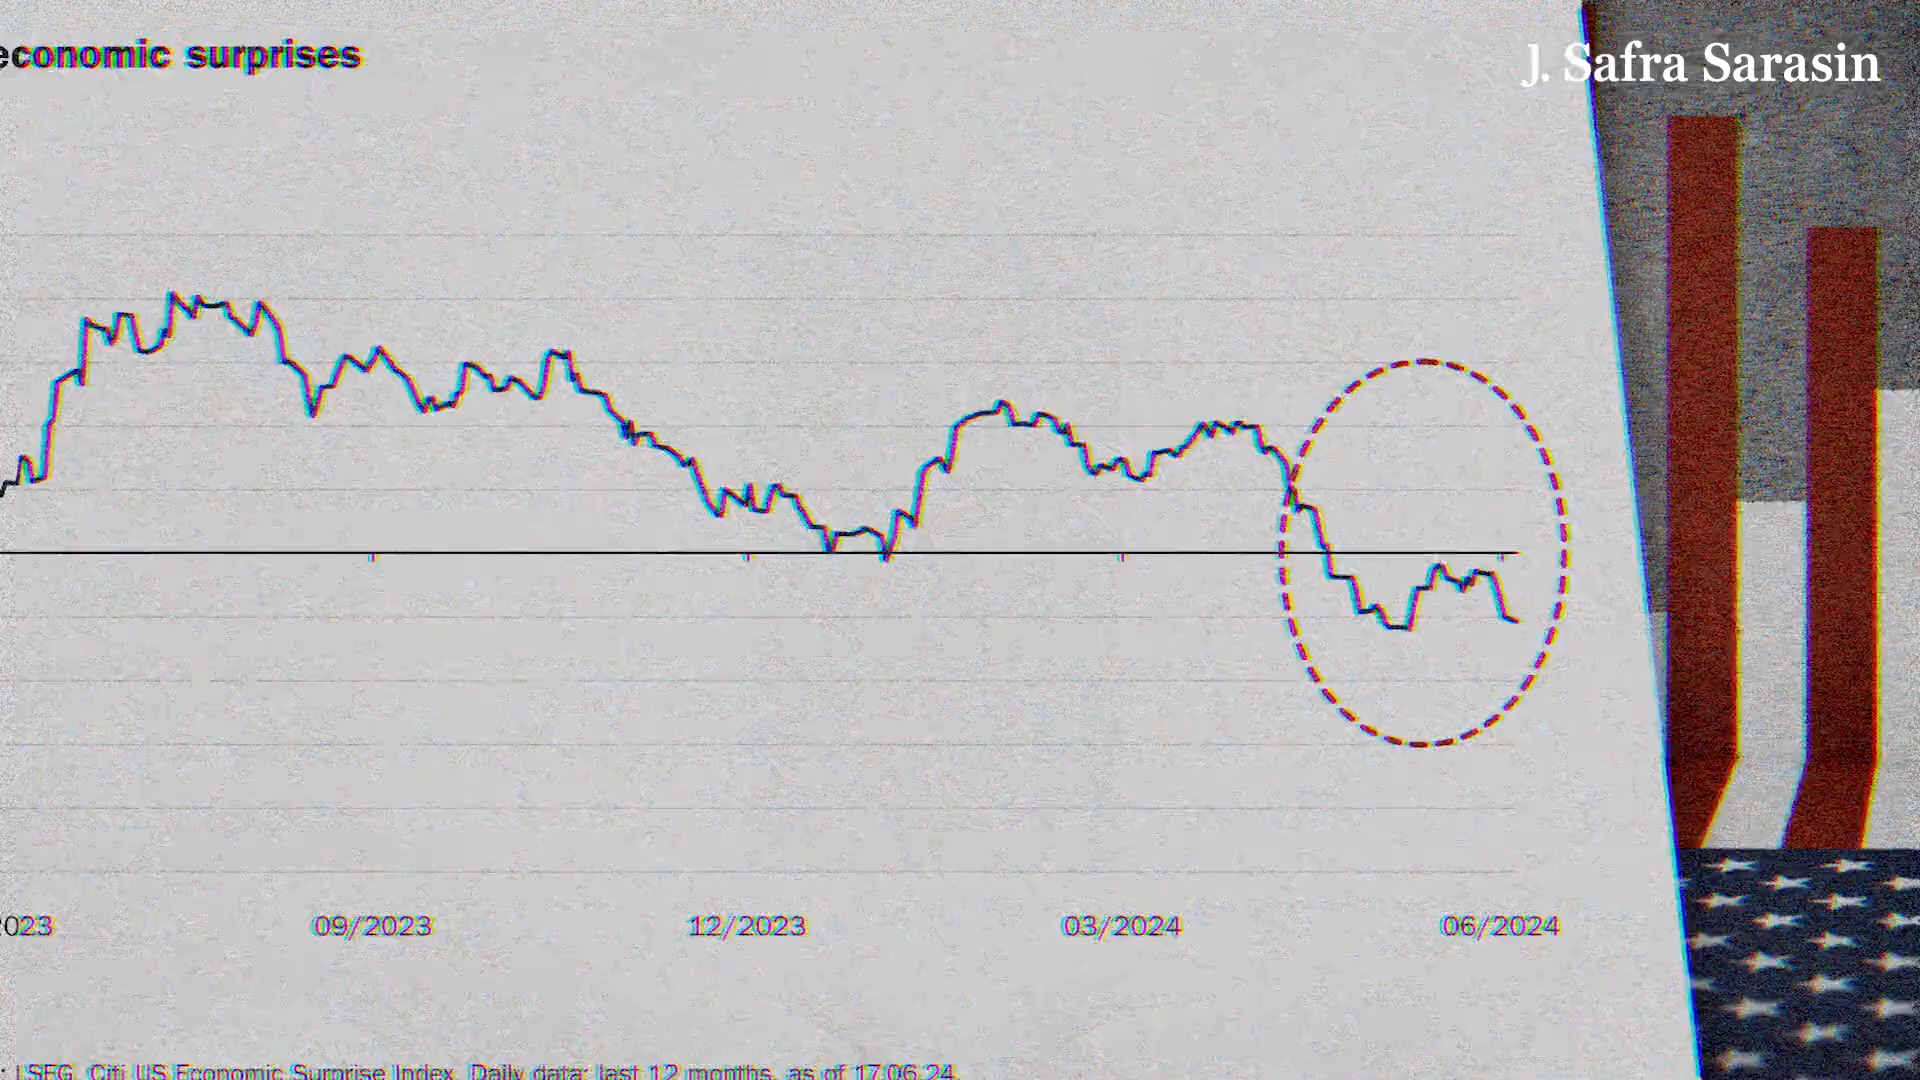 economic surprises
J. Safra Sarasin
2023
09/2023
12/2023
03/2024
06/2024
: LSEG, Citi US Economic Surprise Index. Daily data; last 12 months, as of 17.06.24.